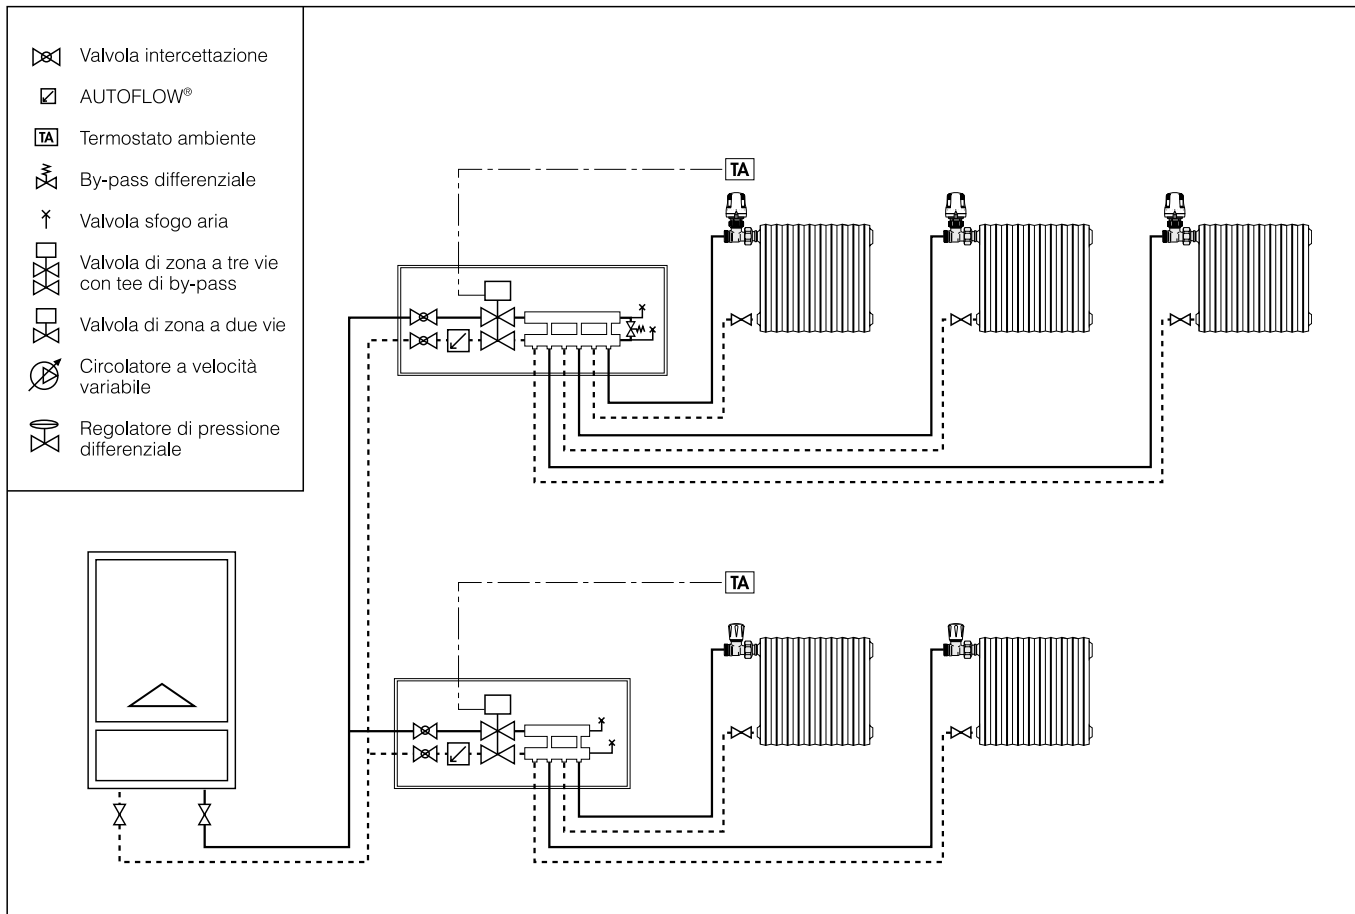 Valvola intercettazione
AUTOFLOW®
TA Termostato ambiente
By-pass differenziale
Valvola sfogo aria
Valvola di zona a tre vie
con tee di by-pass
Valvola di zona a due vie
Circolatore a velocità
variabile
Regolatore di pressione
differenziale
TA
TA